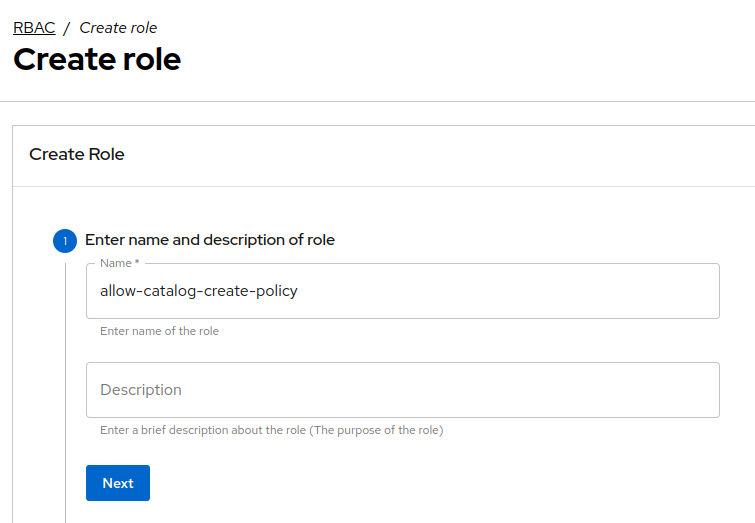 RBAC / Create role
Create role
Create Role
1 Enter name and description of role
Name *
allow-catalog-create-policy
Enter name of the role
Description
Enter a brief description about the role (The purpose of the role)
Next